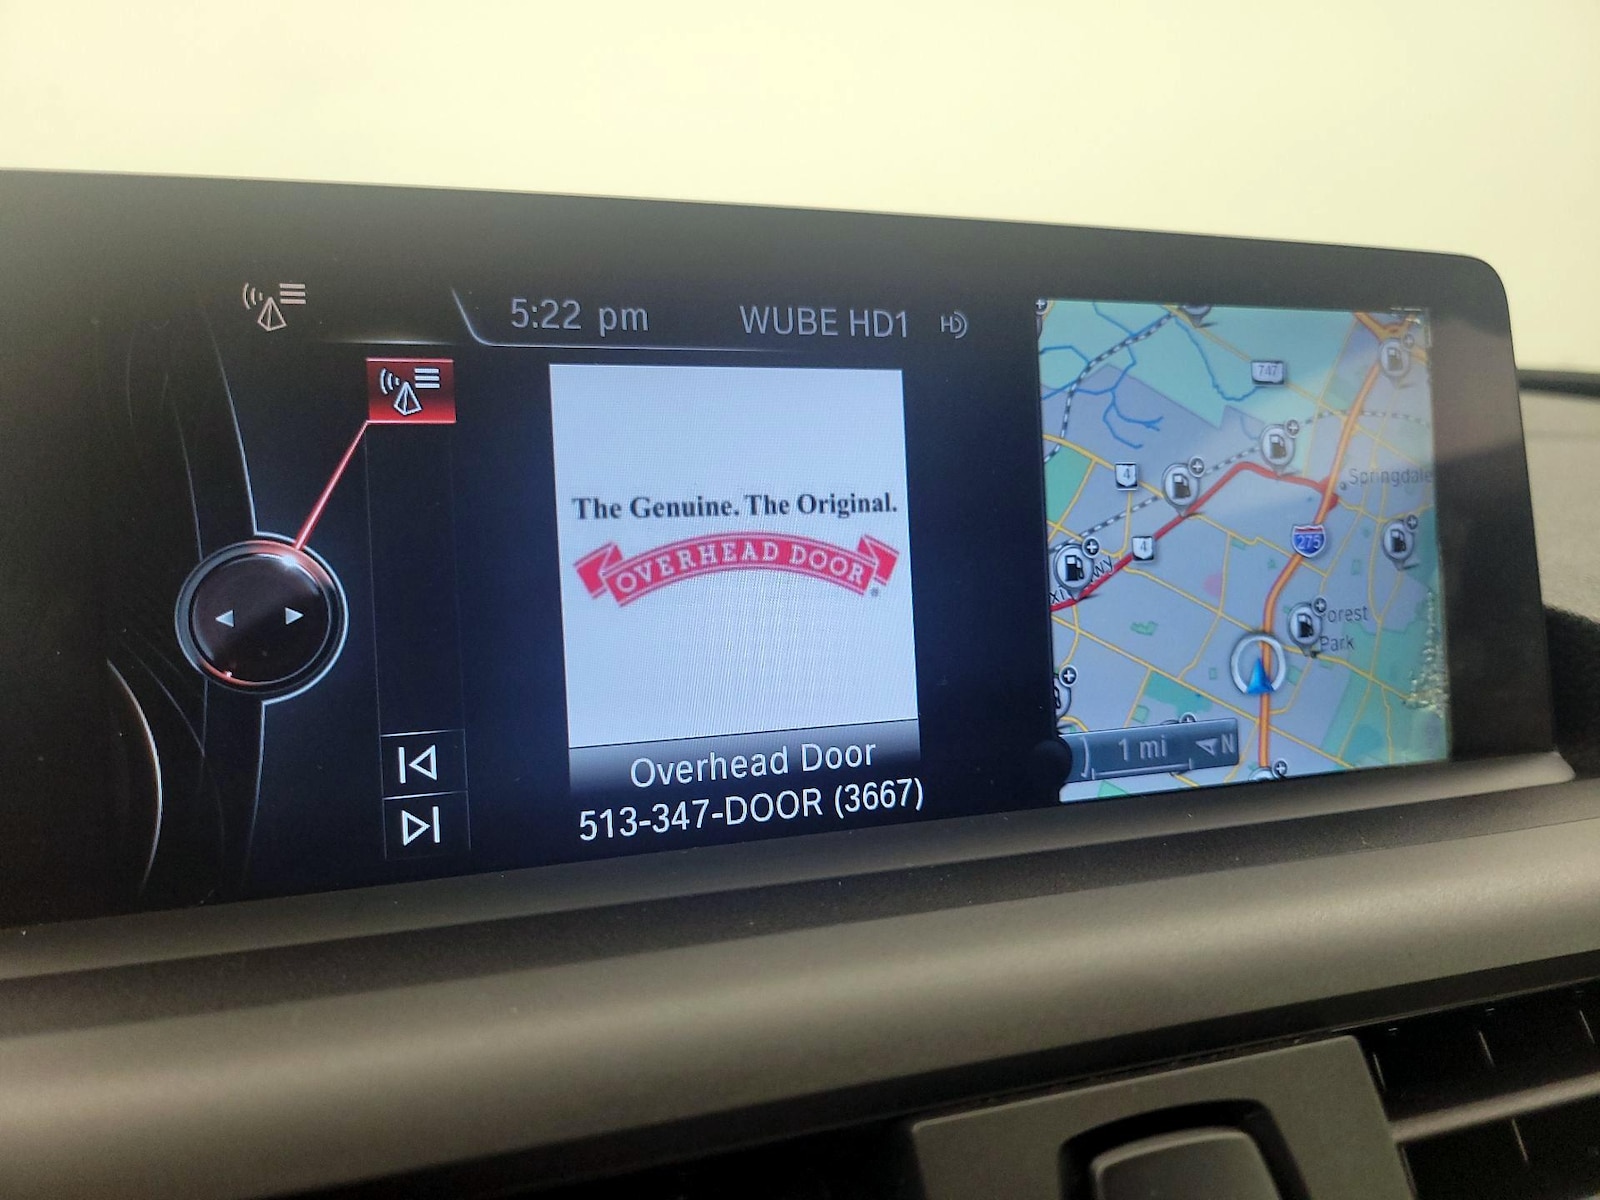 5:22 pm
WUBE HD1
HD
The Genuine. The Original.
OVERHEAD DOOR
®
Overhead Door
513-347-DOOR (3667)
747
4
Springdale
4
275
Park
1 mi
N